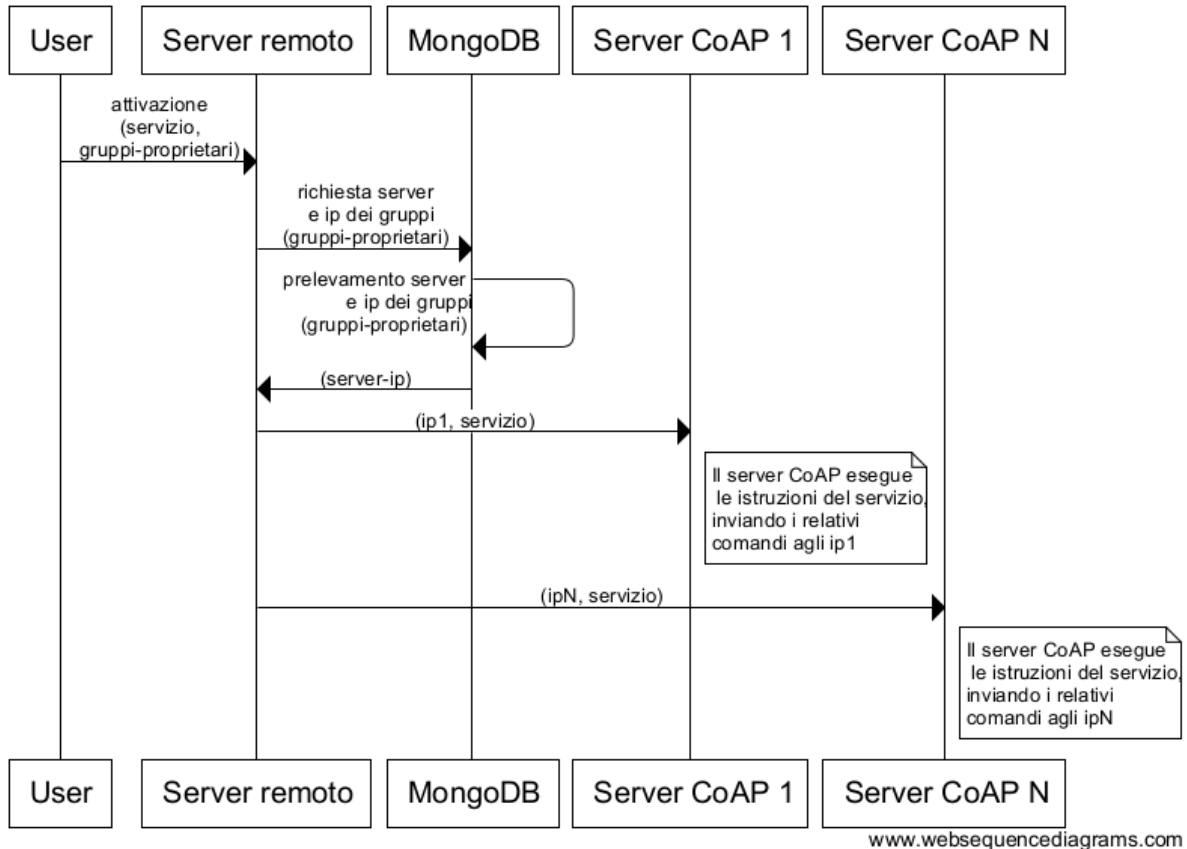 User
Server remoto
MongoDB
Server CoAP 1
Server CoAP N
attivazione
(servizio,
gruppi-proprietari)
richiesta server
e ip dei gruppi
(gruppi-proprietari)
prelevamento server
e ip dei gruppi
(gruppi-proprietari)
(server-ip)
(ip1, servizio)
Il server CoAP esegue
le istruzioni del servizio,
inviando i relativi
comandi agli ip1
(ipN, servizio)
Il server CoAP esegue
le istruzioni del servizio,
inviando i relativi
comandi agli ipN
User
Server remoto
MongoDB
Server CoAP 1
Server CoAP N
www.websequencediagrams.com